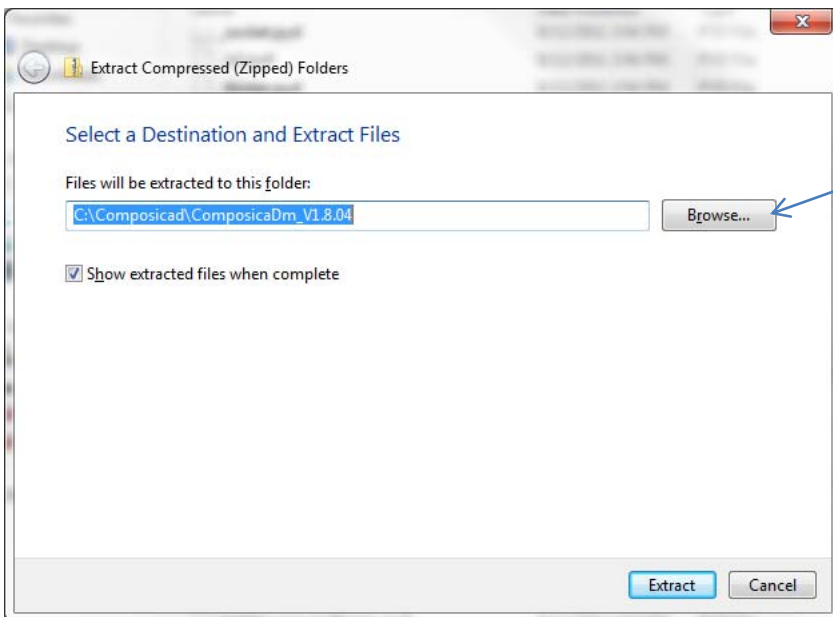 Extract Compressed (Zipped) Folders
Select a Destination and Extract Files
Files will be extracted to this folder:
C:\Composicad\ComposicaDm_V1.8.04
Browse...
Show extracted files when complete
Extract
Cancel